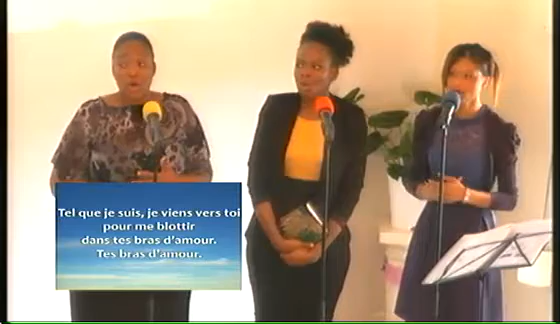 Tel que je suis, je viens vers toi
pour me blottir
dans tes bras d'amour.
Tes bras d'amour.